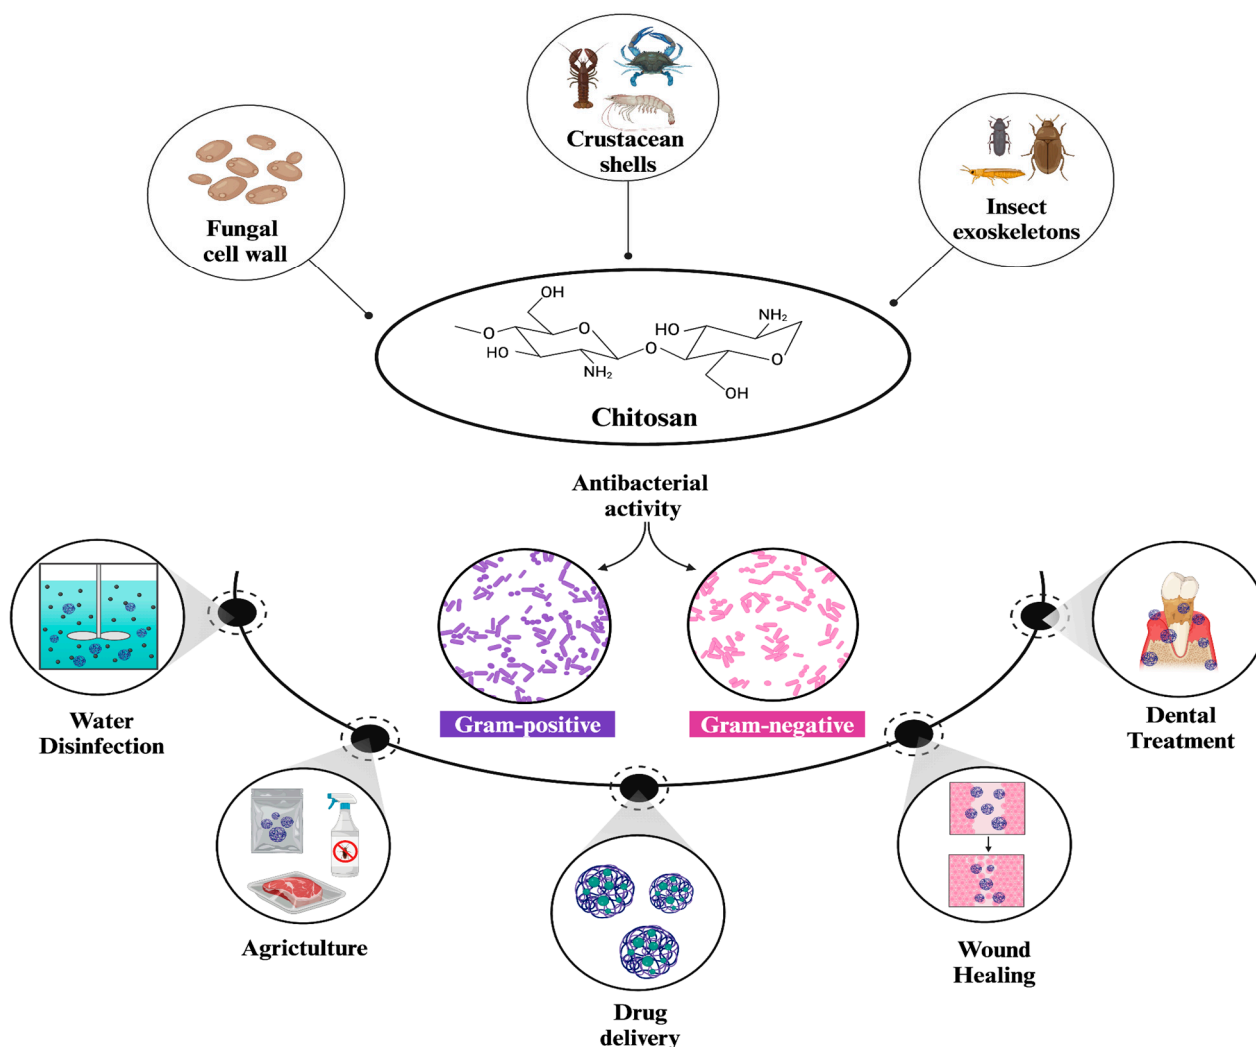 Crustacean
shells
Fungal
cell wall
Insect
exoskeletons
OH
O
O
HO
NH₂
O
HO
NH₂
O
OH
Chitosan
Antibacterial
activity
Gram-positive
Gram-negative
Water
Disinfection
Dental
Treatment
Agrictulture
Wound
Healing
Drug
delivery